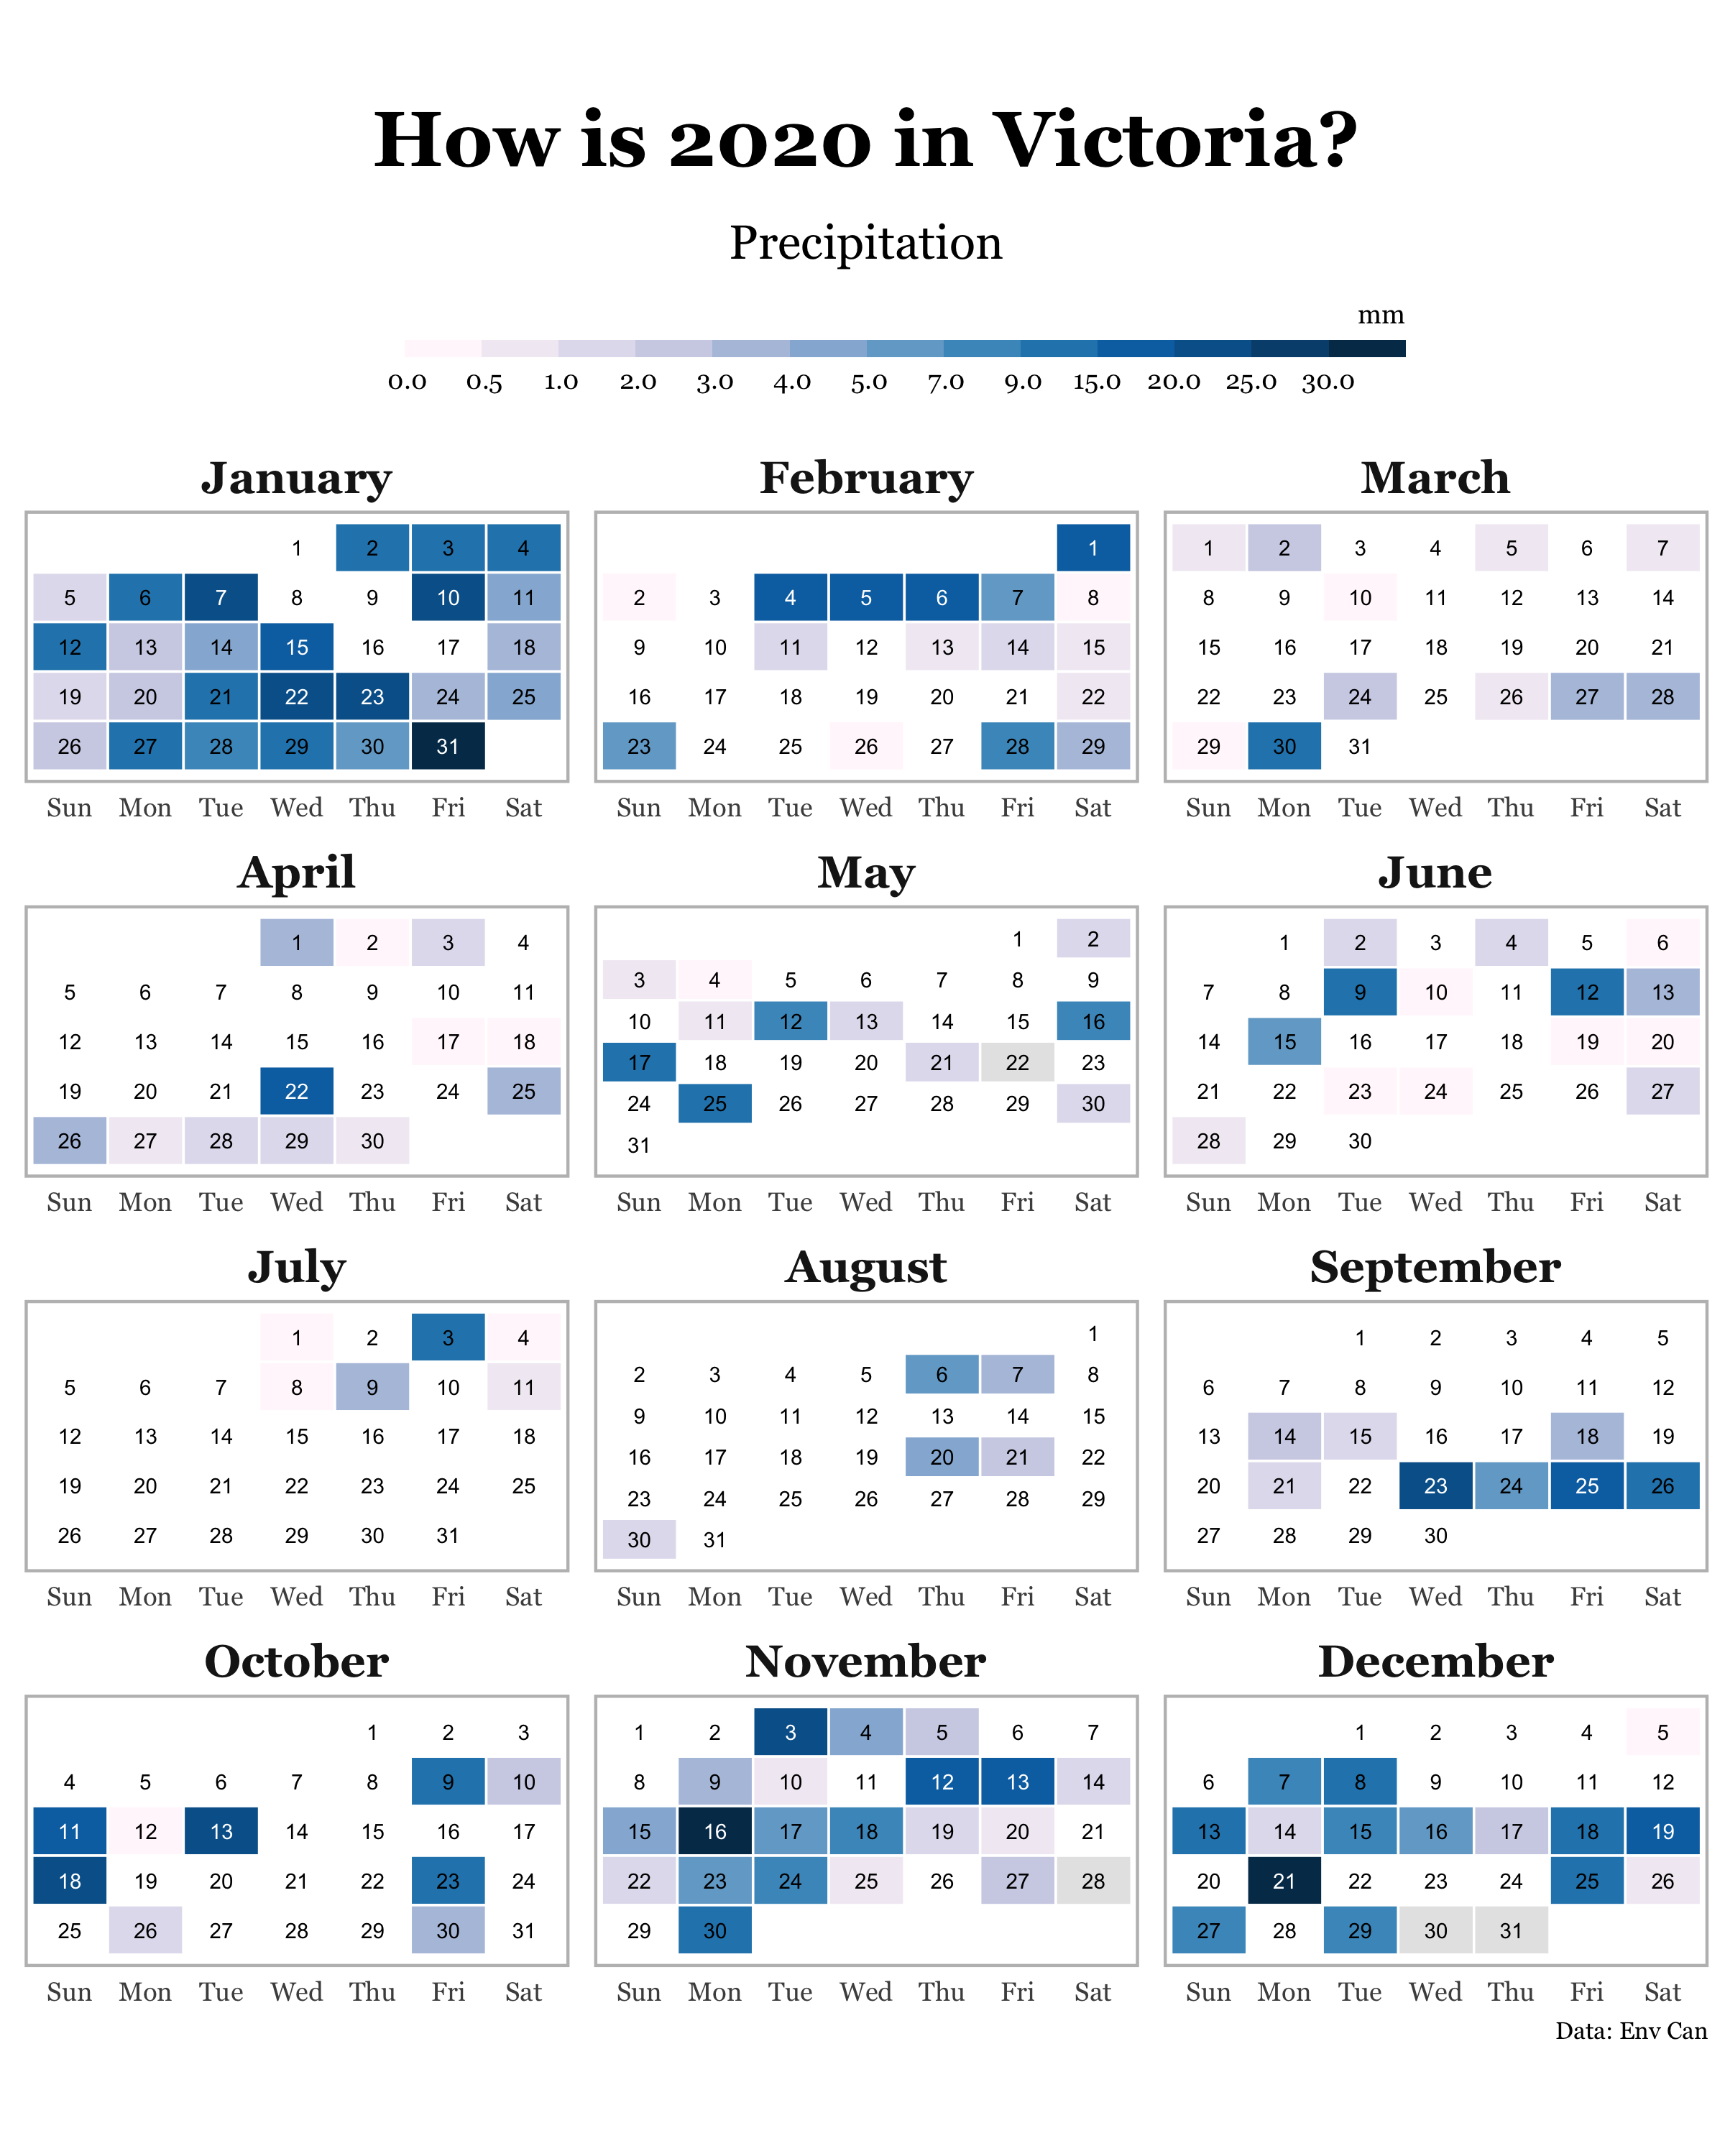 How is 2020 in Victoria?
Precipitation
mm
0.0 0.5 1.0 2.0 3.0 4.0 5.0 7.0 9.0 15.0 20.0 25.0 30.0
January
1 2 3 4
5 6 7 8 9 10 11
12 13 14 15 16 17 18
19 20 21 22 23 24 25
26 27 28 29 30 31
Sun Mon Tue Wed Thu Fri Sat
February
1
2 3 4 5 6 7 8
9 10 11 12 13 14 15
16 17 18 19 20 21 22
23 24 25 26 27 28 29
Sun Mon Tue Wed Thu Fri Sat
March
1 2 3 4 5 6 7
8 9 10 11 12 13 14
15 16 17 18 19 20 21
22 23 24 25 26 27 28
29 30 31
Sun Mon Tue Wed Thu Fri Sat
April
1 2 3 4
5 6 7 8 9 10 11
12 13 14 15 16 17 18
19 20 21 22 23 24 25
26 27 28 29 30
Sun Mon Tue Wed Thu Fri Sat
May
1 2
3 4 5 6 7 8 9
10 11 12 13 14 15 16
17 18 19 20 21 22 23
24 25 26 27 28 29 30
31
Sun Mon Tue Wed Thu Fri Sat
June
1 2 3 4 5 6
7 8 9 10 11 12 13
14 15 16 17 18 19 20
21 22 23 24 25 26 27
28 29 30
Sun Mon Tue Wed Thu Fri Sat
July
1 2 3 4
5 6 7 8 9 10 11
12 13 14 15 16 17 18
19 20 21 22 23 24 25
26 27 28 29 30 31
Sun Mon Tue Wed Thu Fri Sat
August
1
2 3 4 5 6 7 8
9 10 11 12 13 14 15
16 17 18 19 20 21 22
23 24 25 26 27 28 29
30 31
Sun Mon Tue Wed Thu Fri Sat
September
1 2 3 4 5
6 7 8 9 10 11 12
13 14 15 16 17 18 19
20 21 22 23 24 25 26
27 28 29 30
Sun Mon Tue Wed Thu Fri Sat
October
1 2 3
4 5 6 7 8 9 10
11 12 13 14 15 16 17
18 19 20 21 22 23 24
25 26 27 28 29 30 31
Sun Mon Tue Wed Thu Fri Sat
November
1 2 3 4 5 6 7
8 9 10 11 12 13 14
15 16 17 18 19 20 21
22 23 24 25 26 27 28
29 30
Sun Mon Tue Wed Thu Fri Sat
December
1 2 3 4 5
6 7 8 9 10 11 12
13 14 15 16 17 18 19
20 21 22 23 24 25 26
27 28 29 30 31
Sun Mon Tue Wed Thu Fri Sat
Data: Env Can